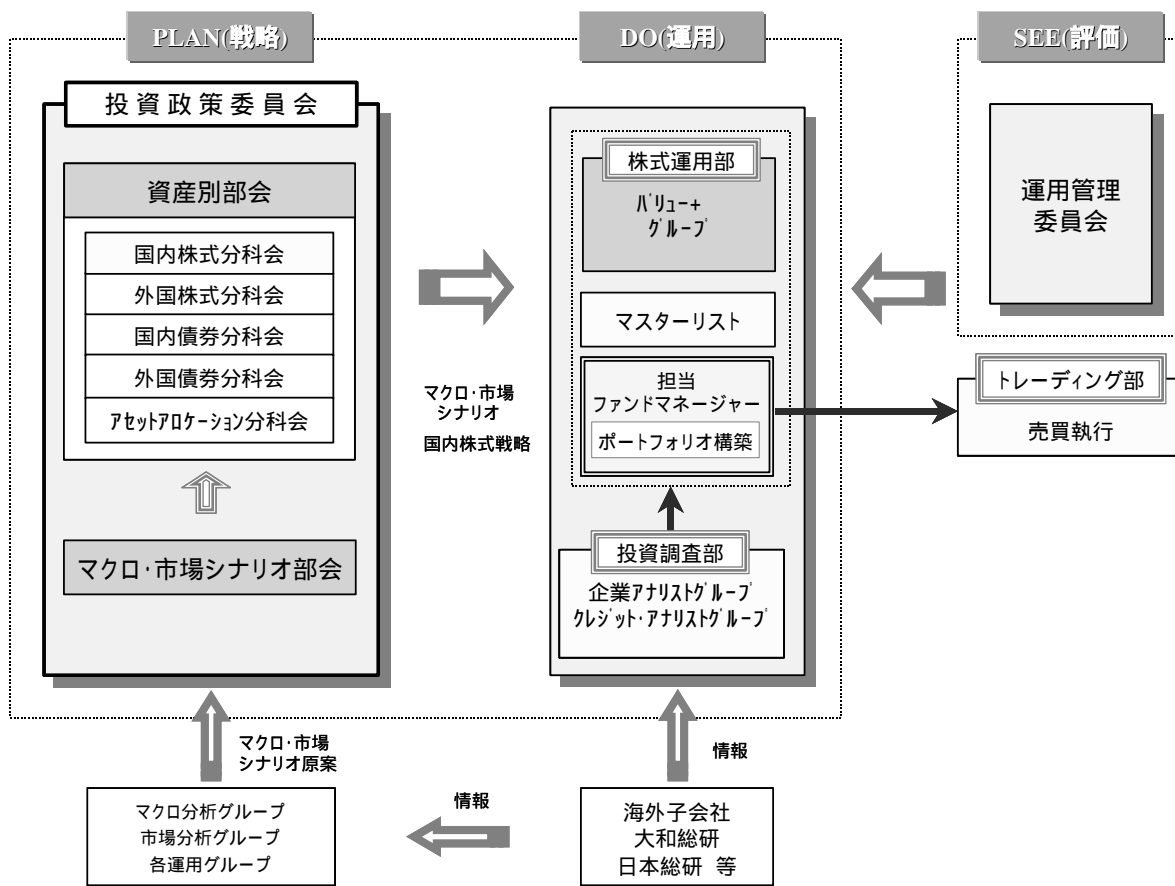 PLAN(戦略)
DO(運用)
SEE(評価)
投資政策委員会
資産別部会
国内株式分科会
外国株式分科会
国内債券分科会
外国債券分科会
アセットアロケーション分科会
マクロ・市場シナリオ部会
マクロ・市場
シナリオ
国内株式戦略
株式運用部
バリュー+
グループ
マスターリスト
担当
ファンドマネージャー
ポートフォリオ構築
投資調査部
企業アナリストグループ
クレジット・アナリストグループ
運用管理
委員会
トレーディング部
売買執行
マクロ・市場
シナリオ原案
情報
マクロ分析グループ
市場分析グループ
各運用グループ
情報
海外子会社
大和総研
日本総研 等